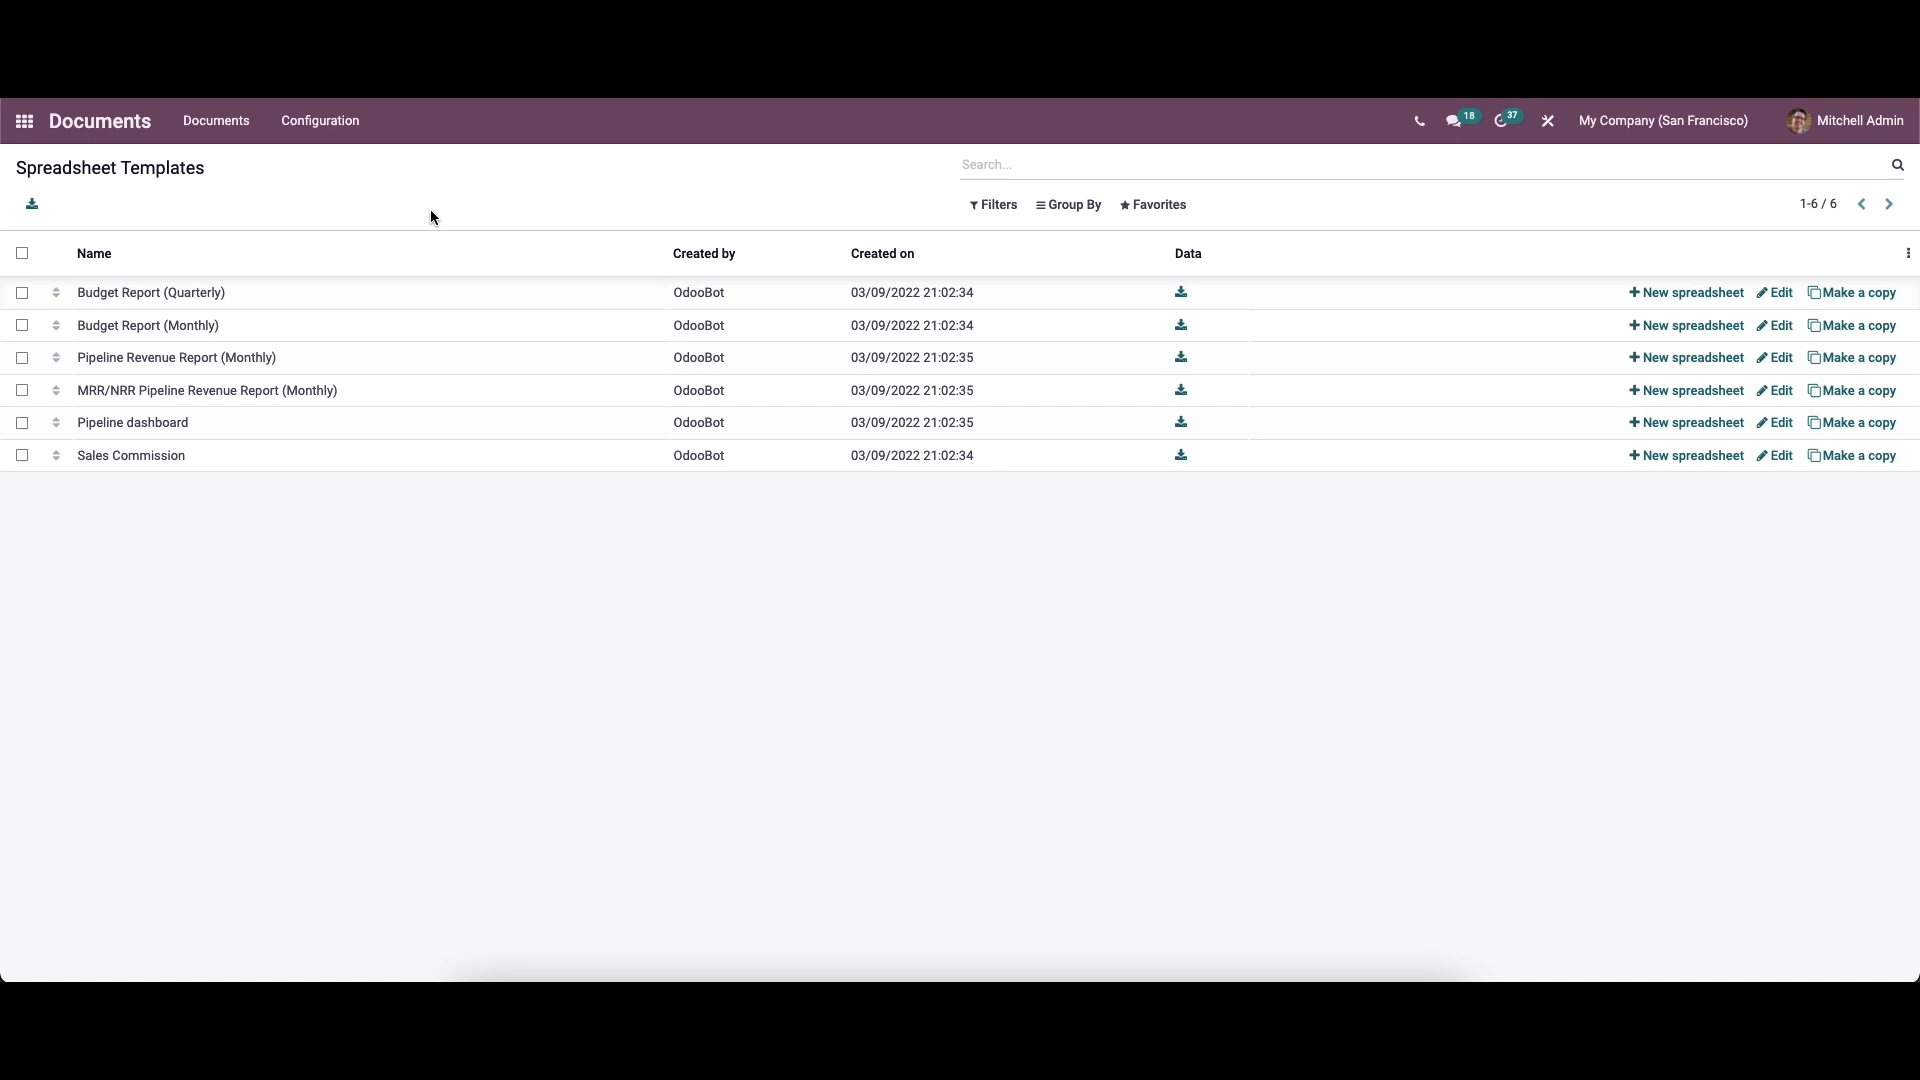 Documents Documents Configuration 18 37 My Company (San Francisco) Mitchell Admin
Spreadsheet Templates Search...
Filters Group By Favorites 1-6 / 6
Name Created by Created on Data
Budget Report (Quarterly) OdooBot 03/09/2022 21:02:34 New spreadsheet Edit Make a copy
Budget Report (Monthly) OdooBot 03/09/2022 21:02:34 New spreadsheet Edit Make a copy
Pipeline Revenue Report (Monthly) OdooBot 03/09/2022 21:02:35 New spreadsheet Edit Make a copy
MRR/NRR Pipeline Revenue Report (Monthly) OdooBot 03/09/2022 21:02:35 New spreadsheet Edit Make a copy
Pipeline dashboard OdooBot 03/09/2022 21:02:35 New spreadsheet Edit Make a copy
Sales Commission OdooBot 03/09/2022 21:02:34 New spreadsheet Edit Make a copy